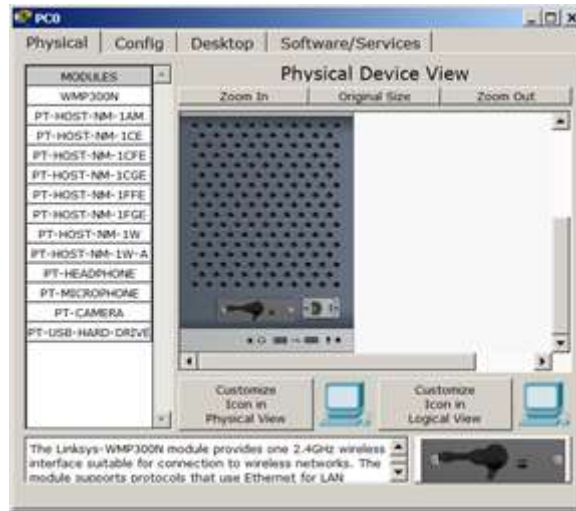 PC0
Physical Config Desktop Software/Services
MODULES
WMP300N
PT-HOST-NM-1AM
PT-HOST-NM-1CE
PT-HOST-NM-1CFE
PT-HOST-NM-1CGE
PT-HOST-NM-1FFE
PT-HOST-NM-1FGE
PT-HOST-NM-1W
PT-HOST-NM-1W-A
PT-HEADPHONE
PT-MICROPHONE
PT-CAMERA
PT-USB-HARD-DRIVE
Physical Device View
Zoom In Original Size Zoom Out
Customize
Icon in
Physical View
Customize
Icon in
Logical View
The Linksys-WMP300N module provides one 2.4GHz wireless
interface suitable for connection to wireless networks. The
module supports protocols that use Ethernet for LAN